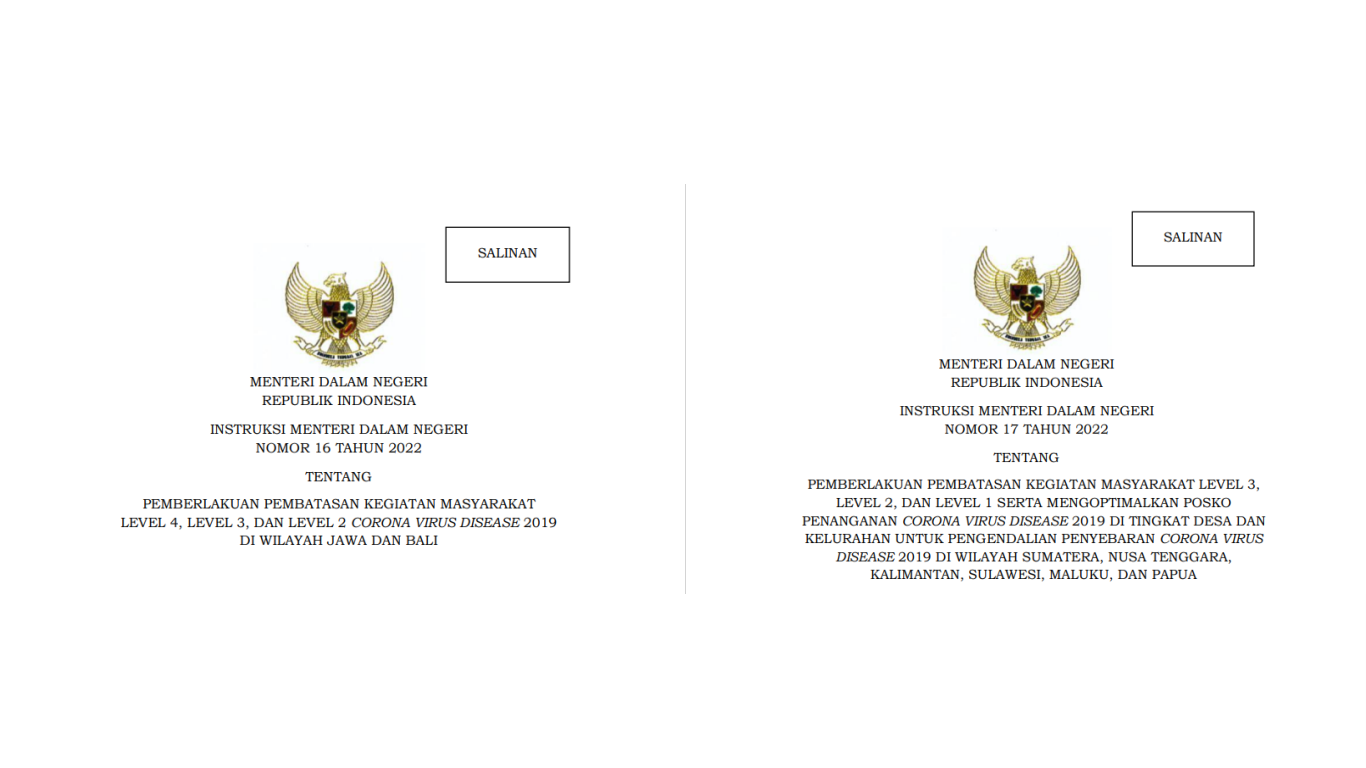 SALINAN
MENTERI DALAM NEGERI
REPUBLIK INDONESIA
INSTRUKSI MENTERI DALAM NEGERI
NOMOR 16 TAHUN 2022
TENTANG
PEMBERLAKUAN PEMBATASAN KEGIATAN MASYARAKAT
LEVEL 4, LEVEL 3, DAN LEVEL 2 CORONA VIRUS DISEASE 2019
DI WILAYAH JAWA DAN BALI
SALINAN
MENTERI DALAM NEGERI
REPUBLIK INDONESIA
INSTRUKSI MENTERI DALAM NEGERI
NOMOR 17 TAHUN 2022
TENTANG
PEMBERLAKUAN PEMBATASAN KEGIATAN MASYARAKAT LEVEL 3,
LEVEL 2, DAN LEVEL 1 SERTA MENGOPTIMALKAN POSKO
PENANGANAN CORONA VIRUS DISEASE 2019 DI TINGKAT DESA DAN
KELURAHAN UNTUK PENGENDALIAN PENYEBARAN CORONA VIRUS
DISEASE 2019 DI WILAYAH SUMATERA, NUSA TENGGARA,
KALIMANTAN, SULAWESI, MALUKU, DAN PAPUA